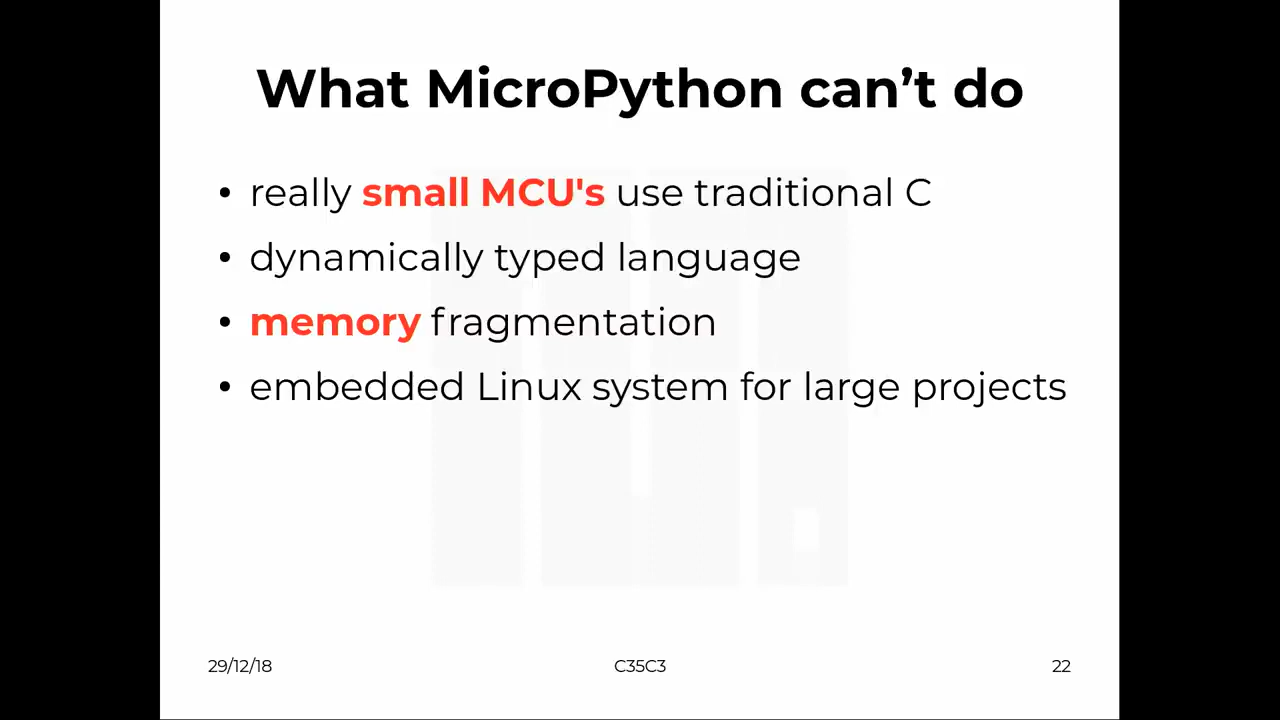 What MicroPython can’t do
• really small MCU's use traditional C
• dynamically typed language
• memory fragmentation
• embedded Linux system for large projects
29/12/18 C35C3 22